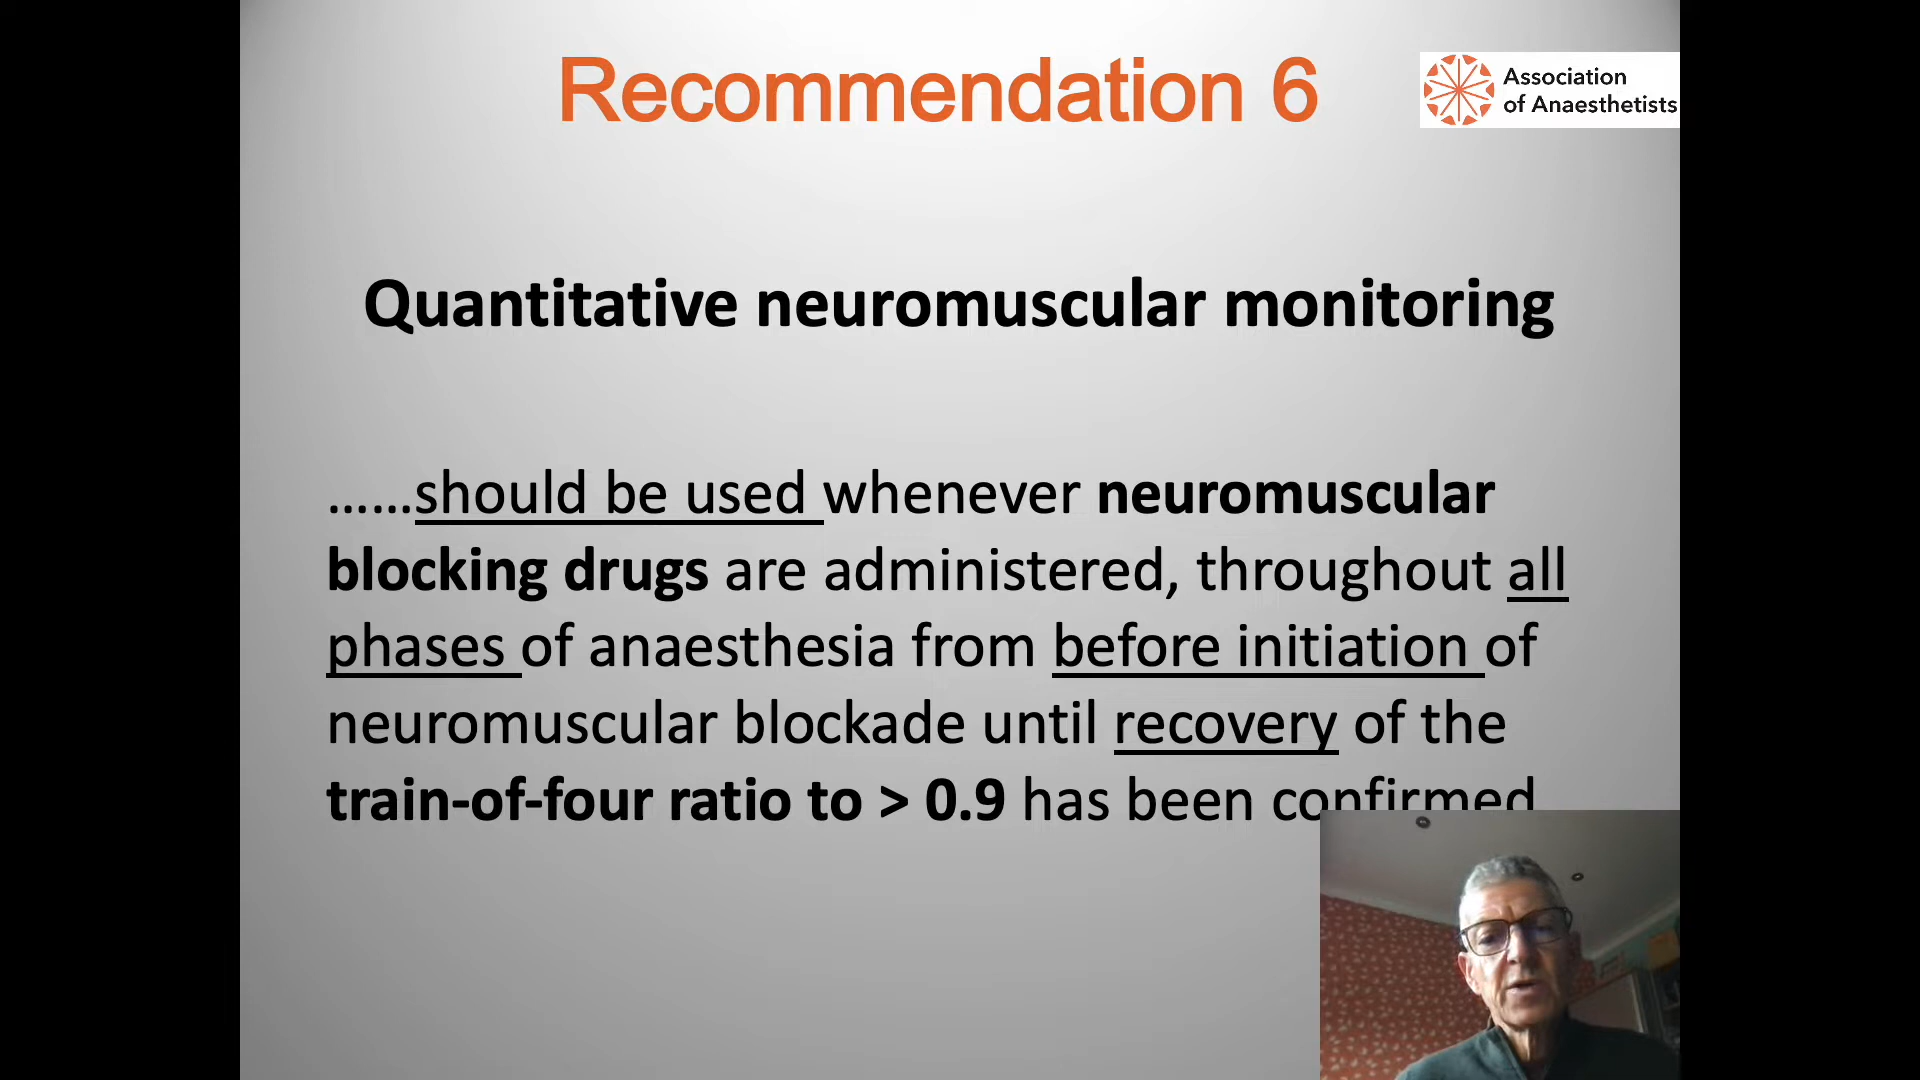 Recommendation 6
Association
of Anaesthetists
Quantitative neuromuscular monitoring
……should be used whenever neuromuscular
blocking drugs are administered, throughout all
phases of anaesthesia from before initiation of
neuromuscular blockade until recovery of the
train-of-four ratio to > 0.9 has been confirmed